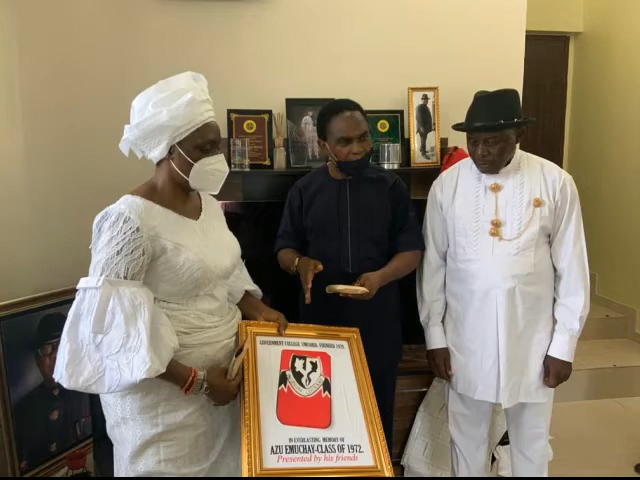 GOVERNMENT COLLEGE UMUAHIA. FOUNDED 1929.
IN EVERLASTING MEMORY OF
AZU EMUCHAY-CLASS OF 1972.
Presented by his friends